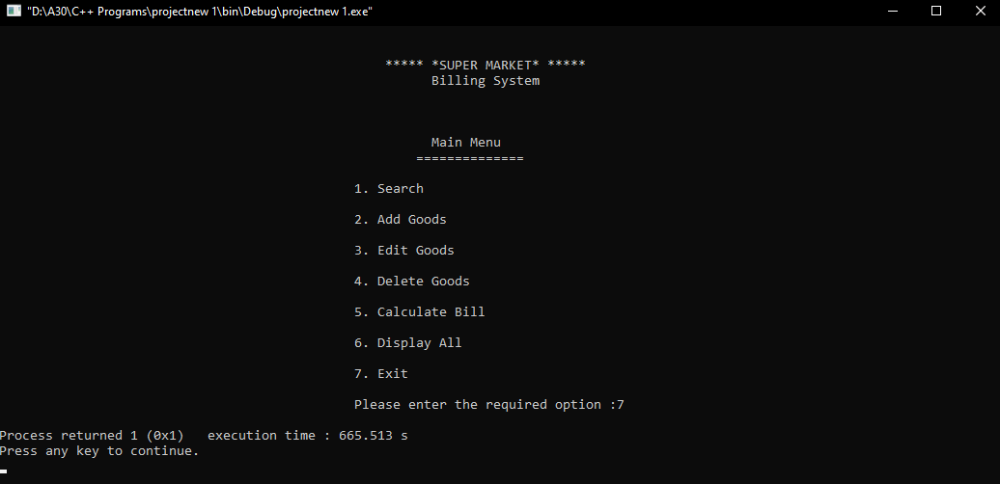 "D:\A30\C++ Programs\projectnew 1\bin\Debug\projectnew 1.exe"
***** *SUPER MARKET* *****
Billing System
Main Menu
==============
1. Search
2. Add Goods
3. Edit Goods
4. Delete Goods
5. Calculate Bill
6. Display All
7. Exit
Please enter the required option :7
Process returned 1 (0x1)   execution time : 665.513 s
Press any key to continue.